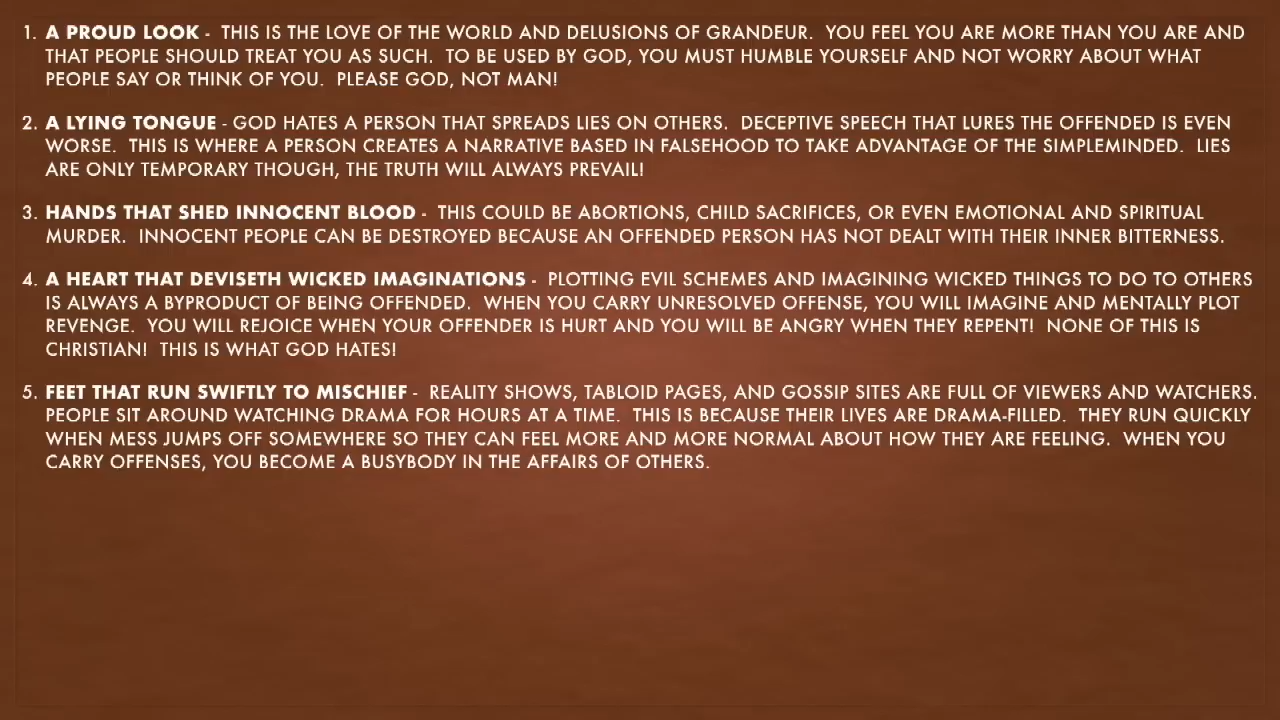 1. A PROUD LOOK - THIS IS THE LOVE OF THE WORLD AND DELUSIONS OF GRANDEUR. YOU FEEL YOU ARE MORE THAN YOU ARE AND
THAT PEOPLE SHOULD TREAT YOU AS SUCH. TO BE USED BY GOD, YOU MUST HUMBLE YOURSELF AND NOT WORRY ABOUT WHAT
PEOPLE SAY OR THINK OF YOU. PLEASE GOD, NOT MAN!
2. A LYING TONGUE - GOD HATES A PERSON THAT SPREADS LIES ON OTHERS. DECEPTIVE SPEECH THAT LURES THE OFFENDED IS EVEN
WORSE. THIS IS WHERE A PERSON CREATES A NARRATIVE BASED IN FALSEHOOD TO TAKE ADVANTAGE OF THE SIMPLEMINDED. LIES
ARE ONLY TEMPORARY THOUGH, THE TRUTH WILL ALWAYS PREVAIL!
3. HANDS THAT SHED INNOCENT BLOOD - THIS COULD BE ABORTIONS, CHILD SACRIFICES, OR EVEN EMOTIONAL AND SPIRITUAL
MURDER. INNOCENT PEOPLE CAN BE DESTROYED BECAUSE AN OFFENDED PERSON HAS NOT DEALT WITH THEIR INNER BITTERNESS.
4. A HEART THAT DEVISETH WICKED IMAGINATIONS - PLOTTING EVIL SCHEMES AND IMAGINING WICKED THINGS TO DO TO OTHERS
IS ALWAYS A BYPRODUCT OF BEING OFFENDED. WHEN YOU CARRY UNRESOLVED OFFENSE, YOU WILL IMAGINE AND MENTALLY PLOT
REVENGE. YOU WILL REJOICE WHEN YOUR OFFENDER IS HURT AND YOU WILL BE ANGRY WHEN THEY REPENT! NONE OF THIS IS
CHRISTIAN! THIS IS WHAT GOD HATES!
5. FEET THAT RUN SWIFTLY TO MISCHIEF - REALITY SHOWS, TABLOID PAGES, AND GOSSIP SITES ARE FULL OF VIEWERS AND WATCHERS.
PEOPLE SIT AROUND WATCHING DRAMA FOR HOURS AT A TIME. THIS IS BECAUSE THEIR LIVES ARE DRAMA-FILLED. THEY RUN QUICKLY
WHEN MESS JUMPS OFF SOMEWHERE SO THEY CAN FEEL MORE AND MORE NORMAL ABOUT HOW THEY ARE FEELING. WHEN YOU
CARRY OFFENSES, YOU BECOME A BUSYBODY IN THE AFFAIRS OF OTHERS.